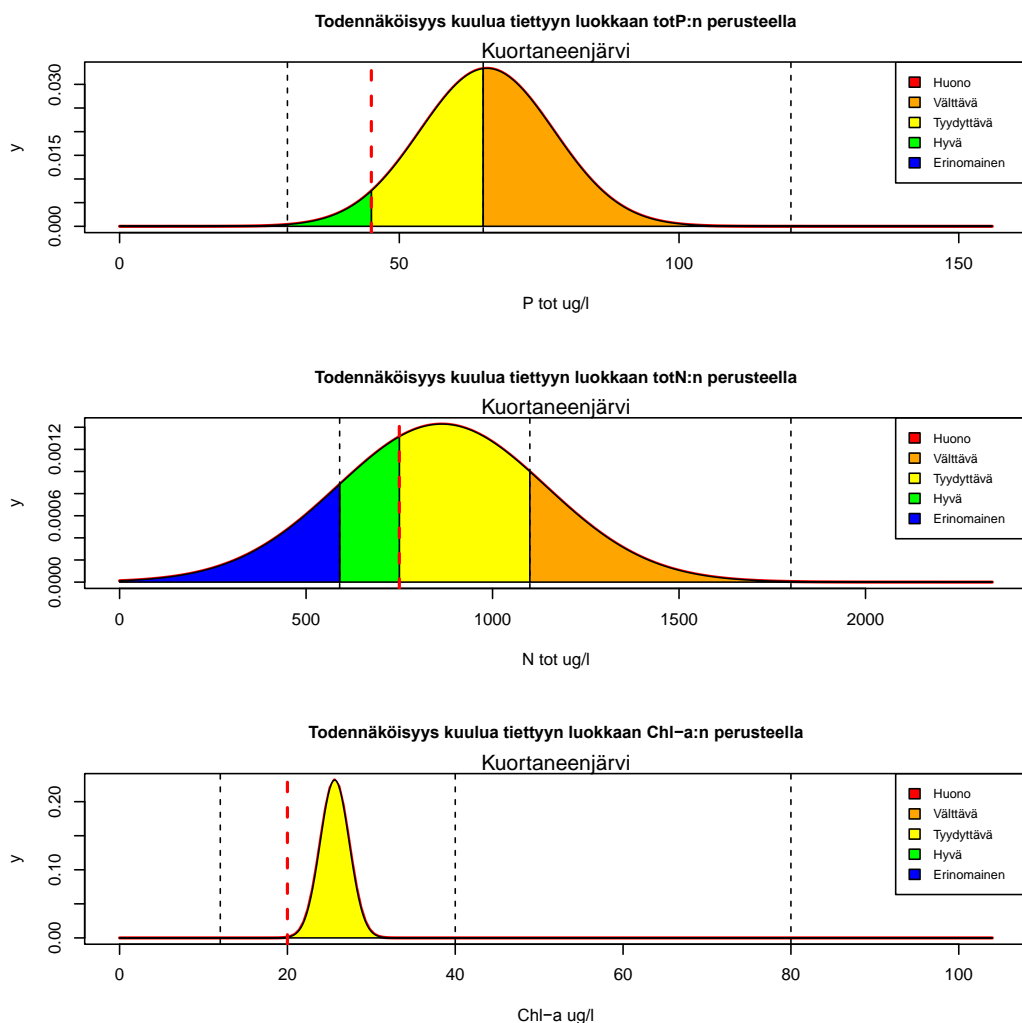 Todennäköisyys kuulua tiettyyn luokkaan totP:n perusteella
Kuortaneenjärvi
y
0.000
0.015
0.030
Huono
Välttävä
Tyydyttävä
Hyvä
Erinomainen
0
50
100
150
P tot ug/l
Todennäköisyys kuulua tiettyyn luokkaan totN:n perusteella
Kuortaneenjärvi
y
0.0000
0.0006
0.0012
Huono
Välttävä
Tyydyttävä
Hyvä
Erinomainen
0
500
1000
1500
2000
N tot ug/l
Todennäköisyys kuulua tiettyyn luokkaan Chl−a:n perusteella
Kuortaneenjärvi
y
0.00
0.10
0.20
Huono
Välttävä
Tyydyttävä
Hyvä
Erinomainen
0
20
40
60
80
100
Chl−a ug/l